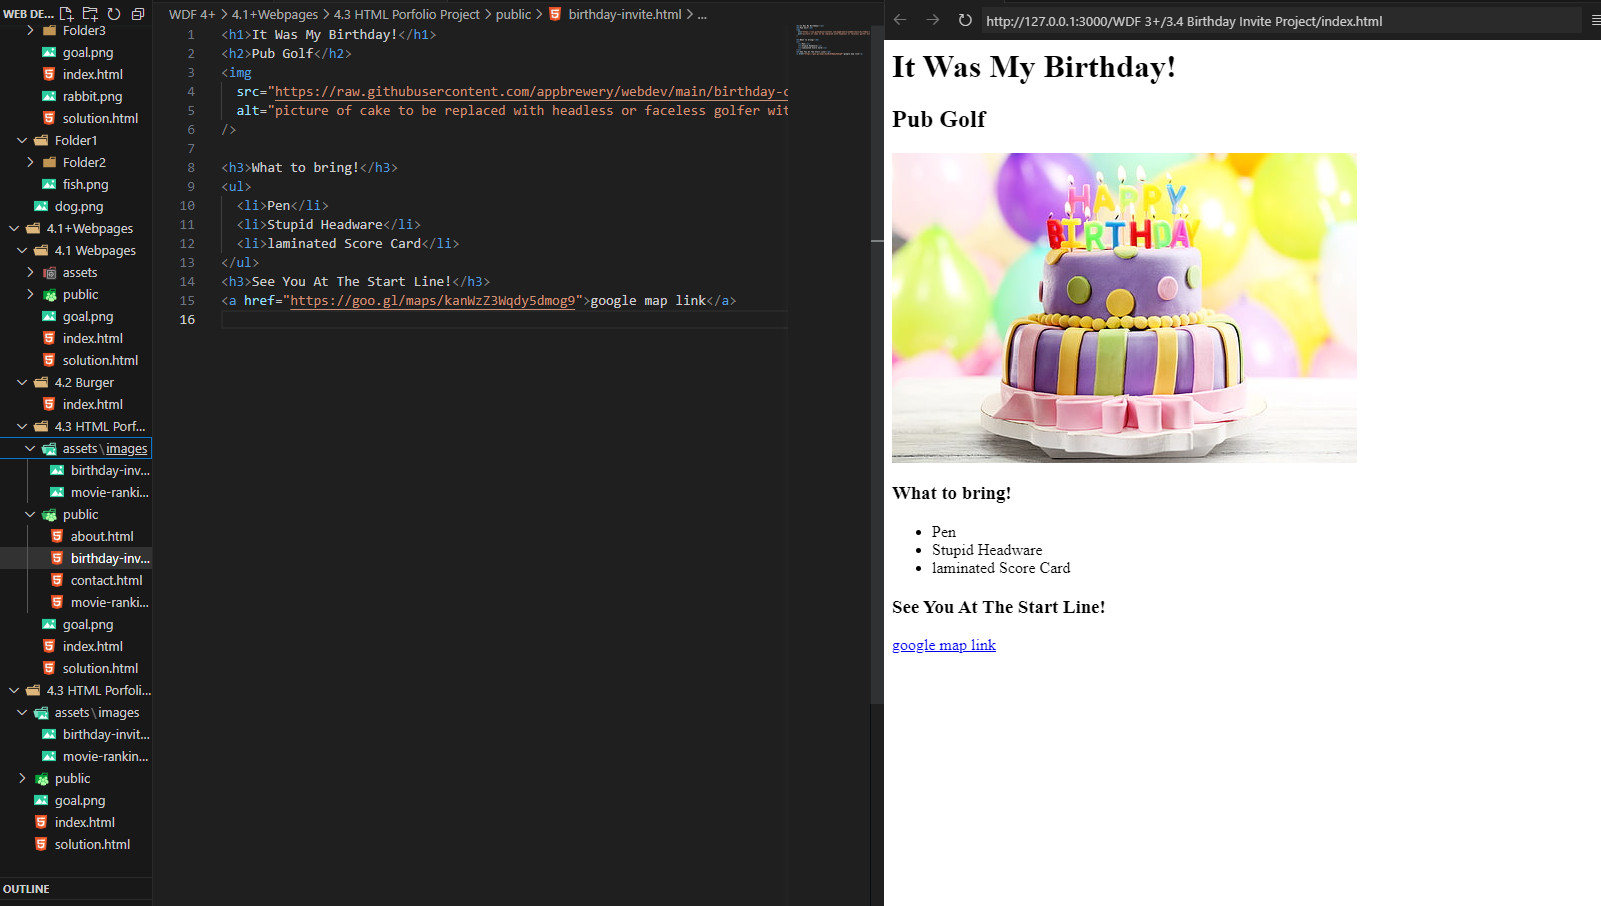 WEB DE...
Folder3
goal.png
index.html
rabbit.png
solution.html
Folder1
Folder2
fish.png
dog.png
4.1+Webpages
4.1 Webpages
assets
public
goal.png
index.html
solution.html
4.2 Burger
index.html
4.3 HTML Porf...
assets\images
birthday-inv...
movie-ranki...
public
about.html
birthday-inv...
contact.html
movie-ranki...
goal.png
index.html
solution.html
4.3 HTML Porfoli...
assets\images
birthday-invit...
movie-rankin...
public
goal.png
index.html
solution.html
OUTLINE
WDF 4+ > 4.1+Webpages > 4.3 HTML Porfolio Project > public > birthday-invite.html > ...
1 <h1>It Was My Birthday!</h1>
2 <h2>Pub Golf</h2>
3 <img
4 src="https://raw.githubusercontent.com/appbrewery/webdev/main/birthday-c
5 alt="picture of cake to be replaced with headless or faceless golfer wit
6 />
7
8 <h3>What to bring!</h3>
9 <ul>
10 <li>Pen</li>
11 <li>Stupid Headware</li>
12 <li>laminated Score Card</li>
13 </ul>
14 <h3>See You At The Start Line!</h3>
15 <a href="https://goo.gl/maps/kanWzZ3Wqdy5dmog9">google map link</a>
16
http://127.0.0.1:3000/WDF 3+/3.4 Birthday Invite Project/index.html
It Was My Birthday!
Pub Golf
HAPPY
BIRTHDAY
What to bring!
• Pen
• Stupid Headware
• laminated Score Card
See You At The Start Line!
google map link